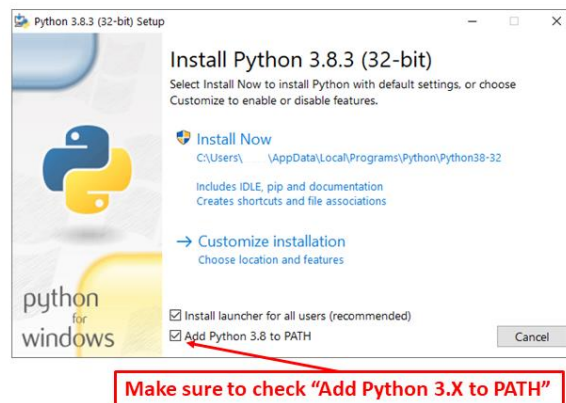 Python 3.8.3 (32-bit) Setup
Install Python 3.8.3 (32-bit)
Select Install Now to install Python with default settings, or choose
Customize to enable or disable features.
Install Now
C:\Users\ \AppData\Local\Programs\Python\Python38-32
Includes IDLE, pip and documentation
Creates shortcuts and file associations
→ Customize installation
Choose location and features
python
for
windows
Install launcher for all users (recommended)
Add Python 3.8 to PATH
Cancel
Make sure to check “Add Python 3.X to PATH”